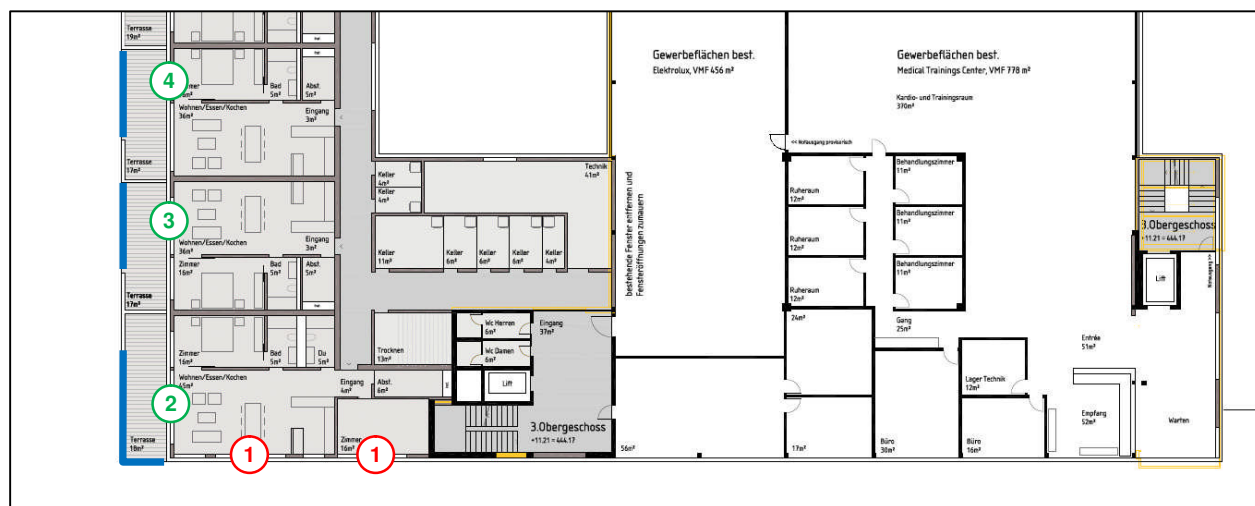 Terrasse
19m²
4
Zimmer
Bad
5m²
Abst.
5m²
Wohnen/Essen/Kochen
36m²
Eingang
3m²
Terrasse
17m²
3
Wohnen/Essen/Kochen
36m²
Eingang
3m²
Zimmer
16m²
Bad
5m²
Abst.
5m²
Terrasse
17m²
Zimmer
16m²
Bad
5m²
Du
5m²
Wohnen/Essen/Kochen
45m²
Eingang
4m²
Abst.
6m²
2
Terrasse
18m²
1
Zimmer
16m²
1
Keller
4m²
Keller
4m²
Technik
41m²
Keller
11m²
Keller
6m²
Keller
6m²
Keller
6m²
Keller
4m²
Trocknen
13m²
Wc Herren
6m²
Wc Damen
6m²
Lift
Eingang
37m²
3.Obergeschoss
+11.21 = 444.17
Gewerbeflächen best.
Elektrolux, VMF 456 m²
bestehende Fenster entfernen und
Fensteröffnungen zumauern
56m²
Gewerbeflächen best.
Medical Trainings Center, VMF 778 m²
Kardio- und Trainingsraum
370m²
<< Notausgang provisorisch
Ruheraum
12m²
Behandlungszimmer
11m²
Ruheraum
12m²
Behandlungszimmer
11m²
Ruheraum
12m²
Behandlungszimmer
11m²
24m²
Gang
25m²
17m²
Büro
30m²
Lager Technik
12m²
Büro
16m²
Entrée
51m²
Empfang
52m²
Warten
3.Obergeschoss
+11.21 = 444.17
Lift
Notausgang >>